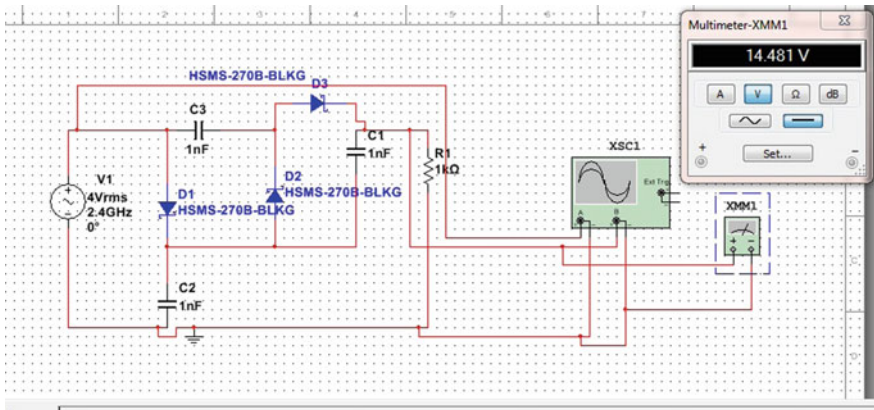 Multimeter-XMM1
14.481 V
A V Ω dB
Set...
+ −
HSMS-270B-BLKG
D3
C3
1nF
C1
1nF
R1
1kΩ
XSC1
Ext Trg
A B
XMM1
V1
4Vrms
2.4GHz
0°
D1
HSMS-270B-BLKG
D2
HSMS-270B-BLKG
C2
1nF